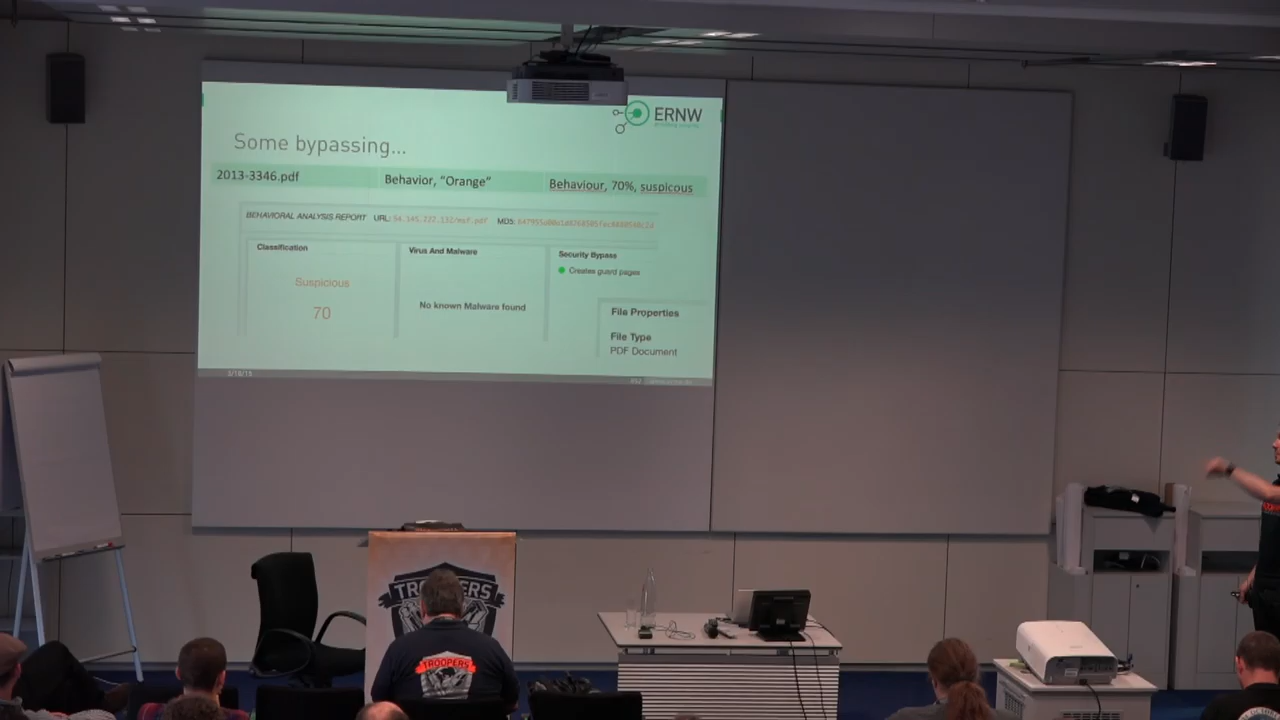 ERNW
Some bypassing...
2013-3346.pdf Behavior, "Orange" Behaviour, 70%, suspicous
BEHAVIORAL ANALYSIS REPORT URL: MD5:
Classification Virus And Malware Security Bypass
Creates guard pages
Suspicious
70
No known Malware found
File Properties
File Type
PDF Document
TROOPERS
TROOPERS